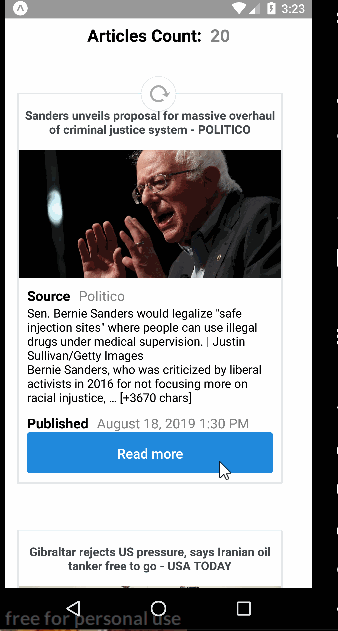 3:23
Articles Count: 20
Sanders unveils proposal for massive overhaul
of criminal justice system - POLITICO
Source Politico
Sen. Bernie Sanders would legalize "safe
injection sites" where people can use illegal
drugs under medical supervision. | Justin
Sullivan/Getty Images
Bernie Sanders, who was criticized by liberal
activists in 2016 for not focusing more on
racial injustice, … [+3670 chars]
Published August 18, 2019 1:30 PM
Read more
Gibraltar rejects US pressure, says Iranian oil
tanker free to go - USA TODAY
free for personal use